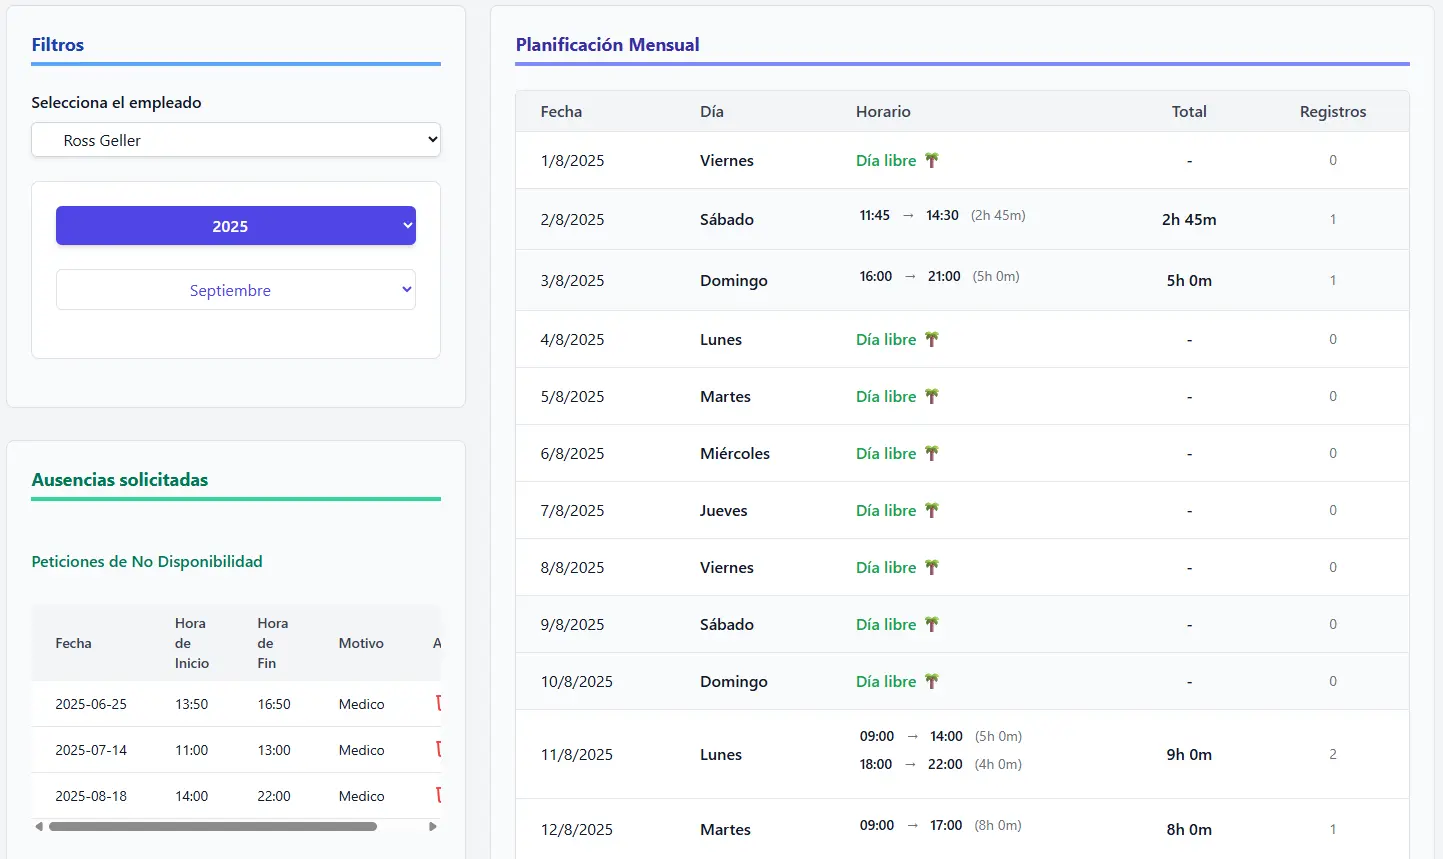 Filtros
Selecciona el empleado
Ross Geller
2025
Septiembre
Ausencias solicitadas
Peticiones de No Disponibilidad
Fecha Hora de Inicio Hora de Fin Motivo A
2025-06-25 13:50 16:50 Medico
2025-07-14 11:00 13:00 Medico
2025-08-18 14:00 22:00 Medico
Planificación Mensual
Fecha Día Horario Total Registros
1/8/2025 Viernes Día libre 🌴 - 0
2/8/2025 Sábado 11:45 → 14:30 (2h 45m) 2h 45m 1
3/8/2025 Domingo 16:00 → 21:00 (5h 0m) 5h 0m 1
4/8/2025 Lunes Día libre 🌴 - 0
5/8/2025 Martes Día libre 🌴 - 0
6/8/2025 Miércoles Día libre 🌴 - 0
7/8/2025 Jueves Día libre 🌴 - 0
8/8/2025 Viernes Día libre 🌴 - 0
9/8/2025 Sábado Día libre 🌴 - 0
10/8/2025 Domingo Día libre 🌴 - 0
11/8/2025 Lunes 09:00 → 14:00 (5h 0m) 9h 0m 2
18:00 → 22:00 (4h 0m)
12/8/2025 Martes 09:00 → 17:00 (8h 0m) 8h 0m 1